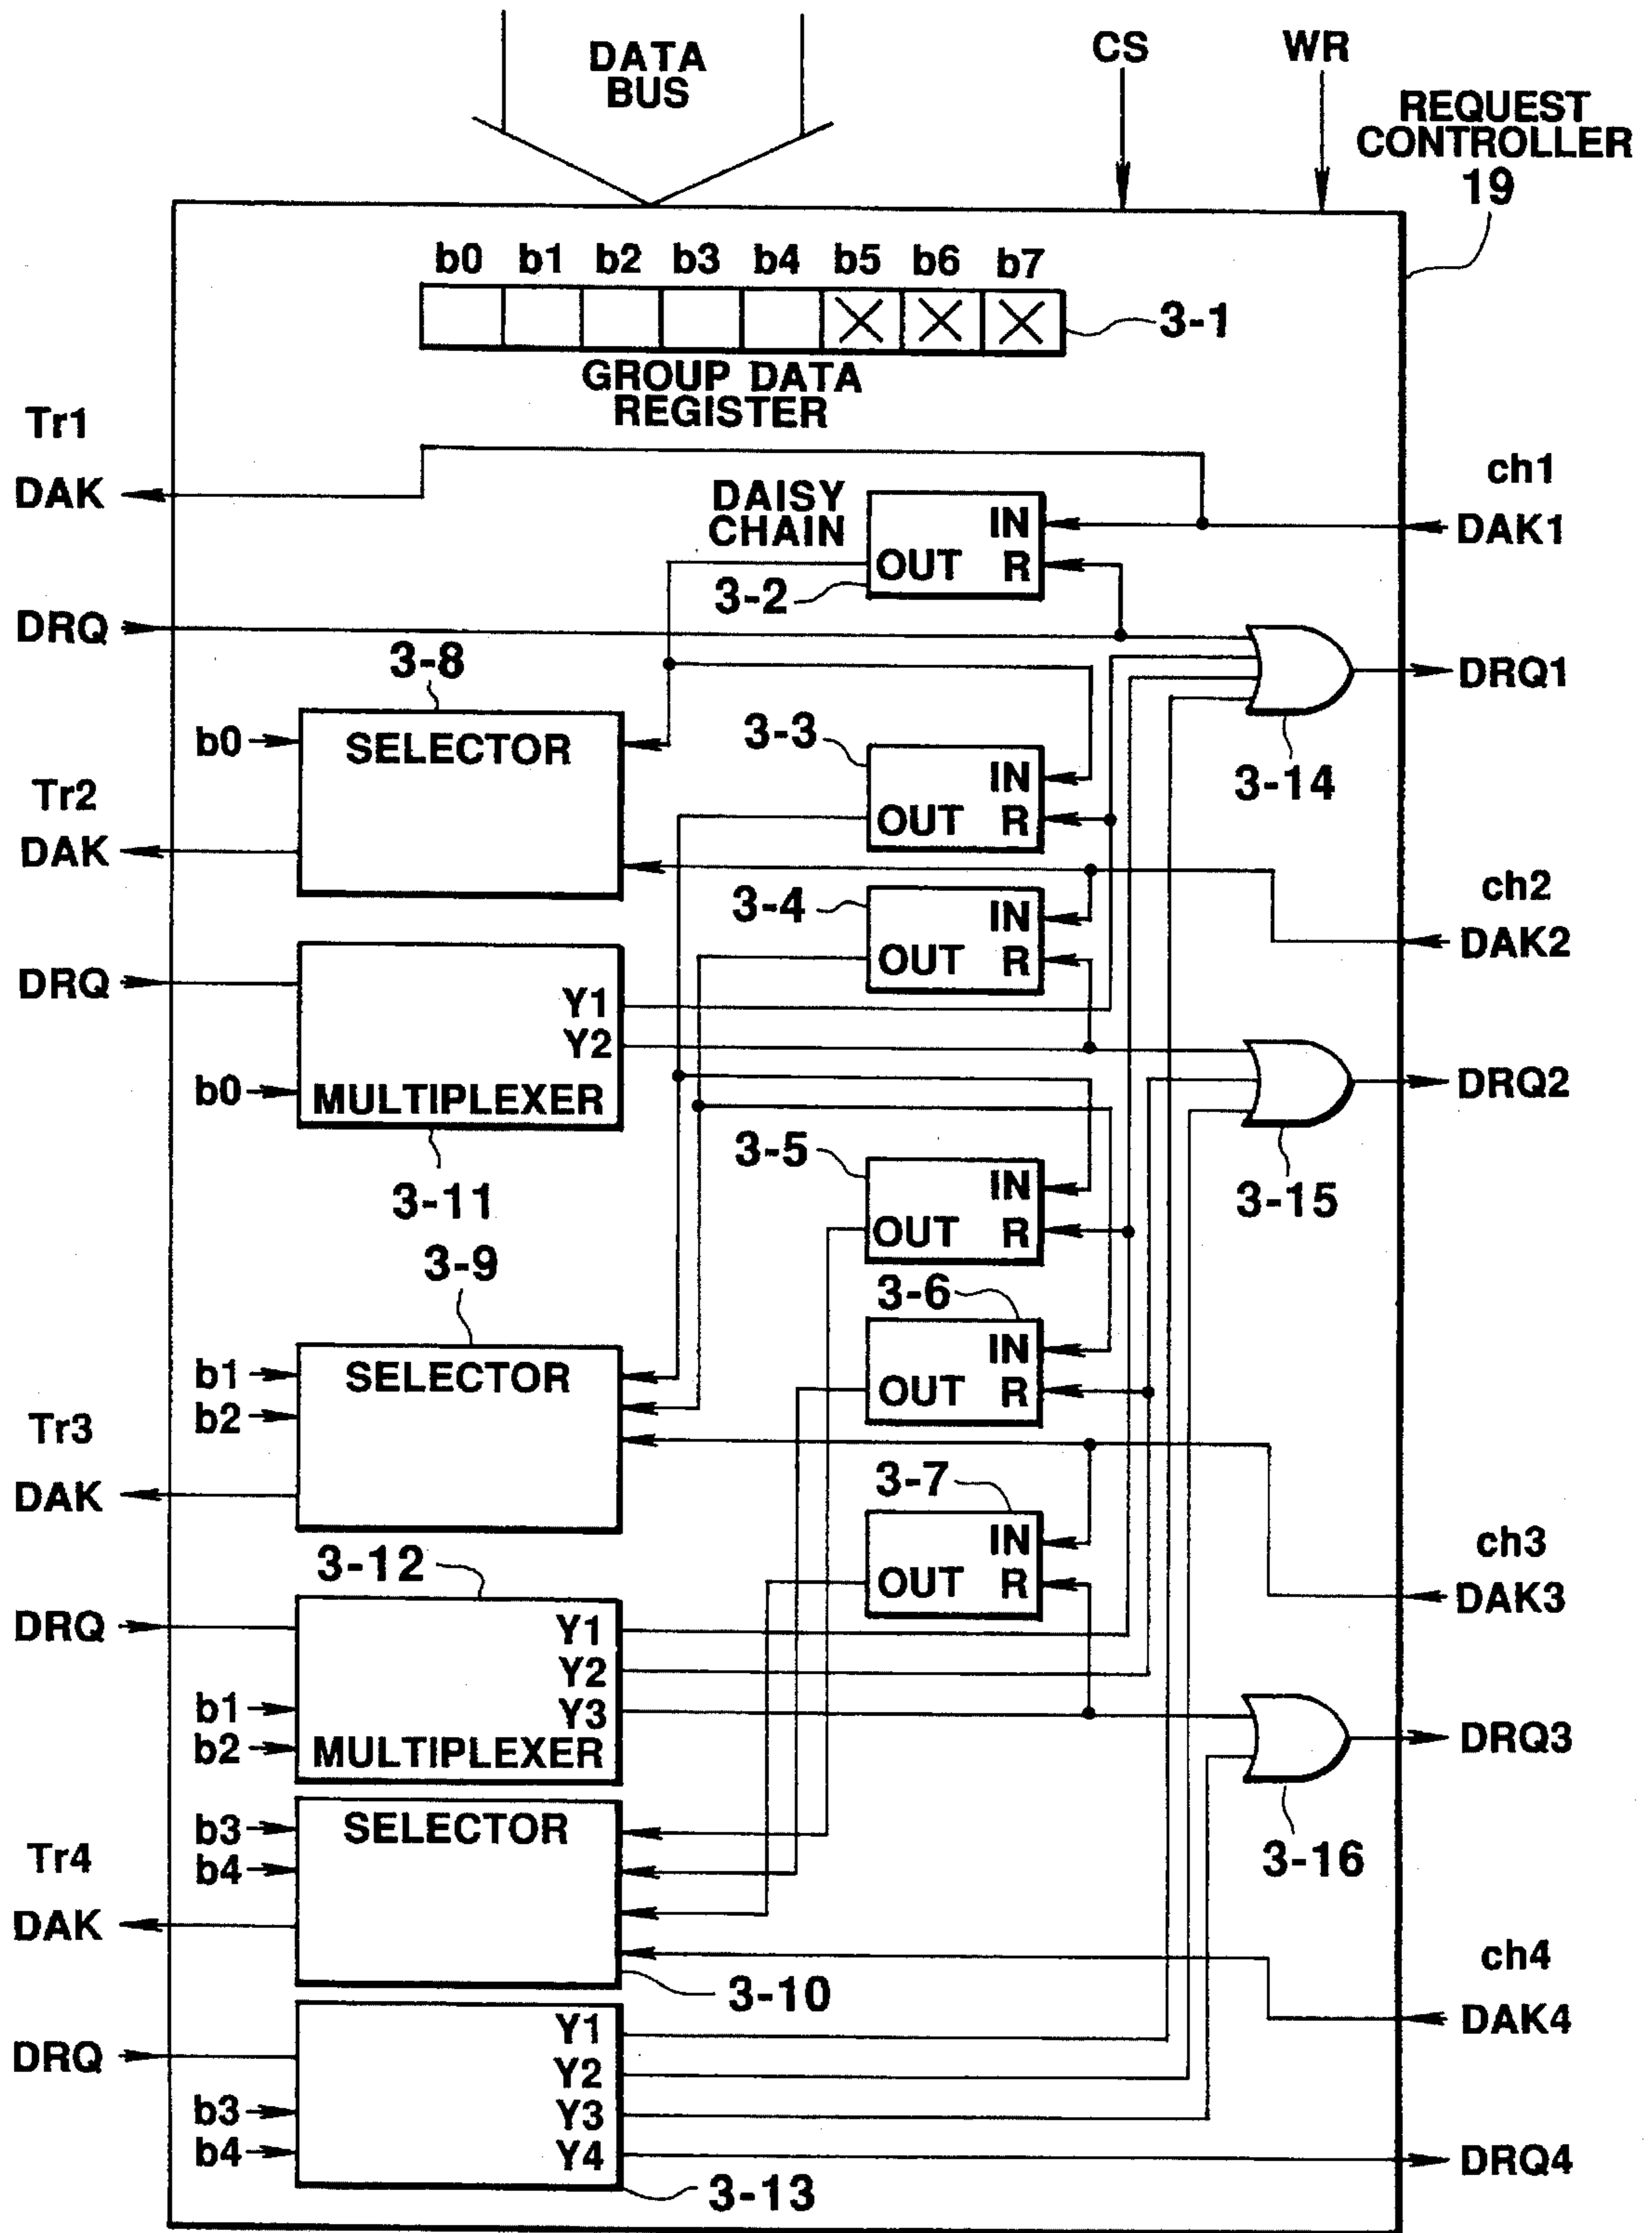 DATA
BUS
CS
WR
REQUEST
CONTROLLER
19
b0 b1 b2 b3 b4 b5 b6 b7
3-1
GROUP DATA
REGISTER
Tr1
DAK
ch1
DAK1
DAISY
CHAIN
IN
OUT R
3-2
DRQ
DRQ1
3-14
3-8
b0
SELECTOR
Tr2
DAK
3-3
IN
OUT R
3-4
IN
OUT R
ch2
DAK2
DRQ
Y1
Y2
b0
MULTIPLEXER
3-11
DRQ2
3-15
3-5
IN
OUT R
3-9
3-6
IN
OUT R
b1
b2
SELECTOR
Tr3
DAK
3-7
IN
OUT R
ch3
DAK3
3-12
DRQ
Y1
Y2
Y3
b1
b2
MULTIPLEXER
DRQ3
3-16
b3
b4
SELECTOR
Tr4
DAK
3-10
ch4
DAK4
DRQ
Y1
Y2
Y3
Y4
b3
b4
DRQ4
3-13